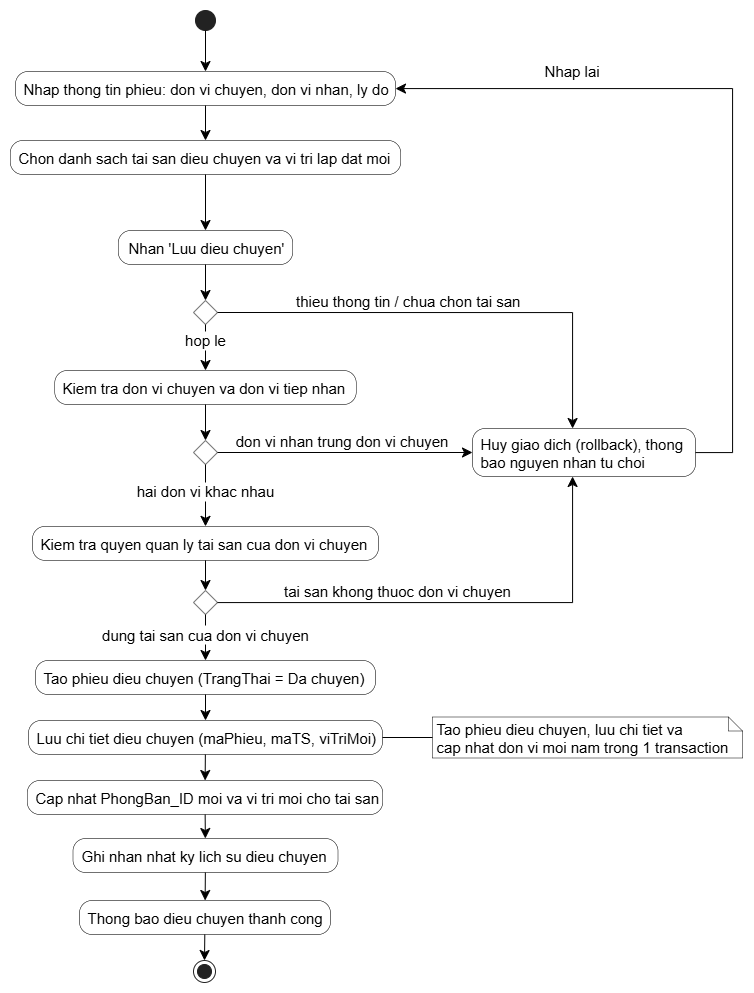 Nhap lai
Nhap thong tin phieu: don vi chuyen, don vi nhan, ly do
Chon danh sach tai san dieu chuyen va vi tri lap dat moi
Nhan 'Luu dieu chuyen'
thieu thong tin / chua chon tai san
hop le
Kiem tra don vi chuyen va don vi tiep nhan
don vi nhan trung don vi chuyen
Huy giao dich (rollback), thong
bao nguyen nhan tu choi
hai don vi khac nhau
Kiem tra quyen quan ly tai san cua don vi chuyen
tai san khong thuoc don vi chuyen
dung tai san cua don vi chuyen
Tao phieu dieu chuyen (TrangThai = Da chuyen)
Luu chi tiet dieu chuyen (maPhieu, maTS, viTriMoi)
Tao phieu dieu chuyen, luu chi tiet va
cap nhat don vi moi nam trong 1 transaction
Cap nhat PhongBan_ID moi va vi tri moi cho tai san
Ghi nhan nhat ky lich su dieu chuyen
Thong bao dieu chuyen thanh cong